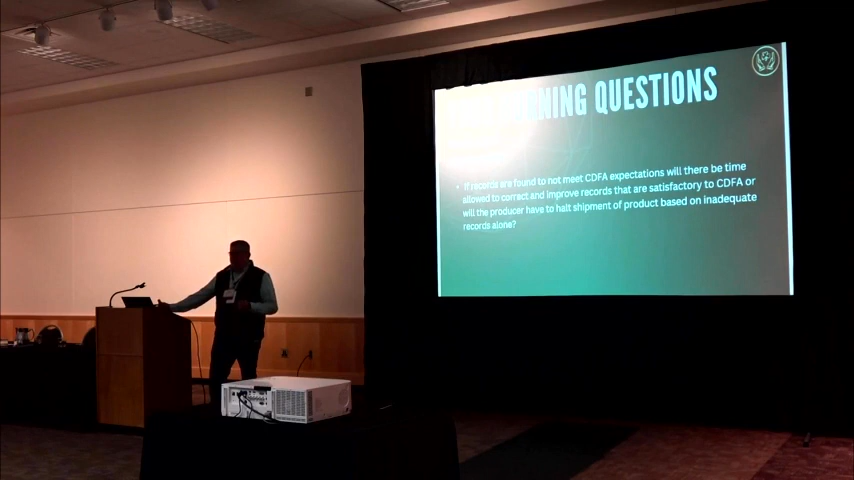 NING QUESTIONS
• If records are found to not meet CDFA expectations will there be time
allowed to correct and improve records that are satisfactory to CDFA or
will the producer have to halt shipment of product based on inadequate
records alone?